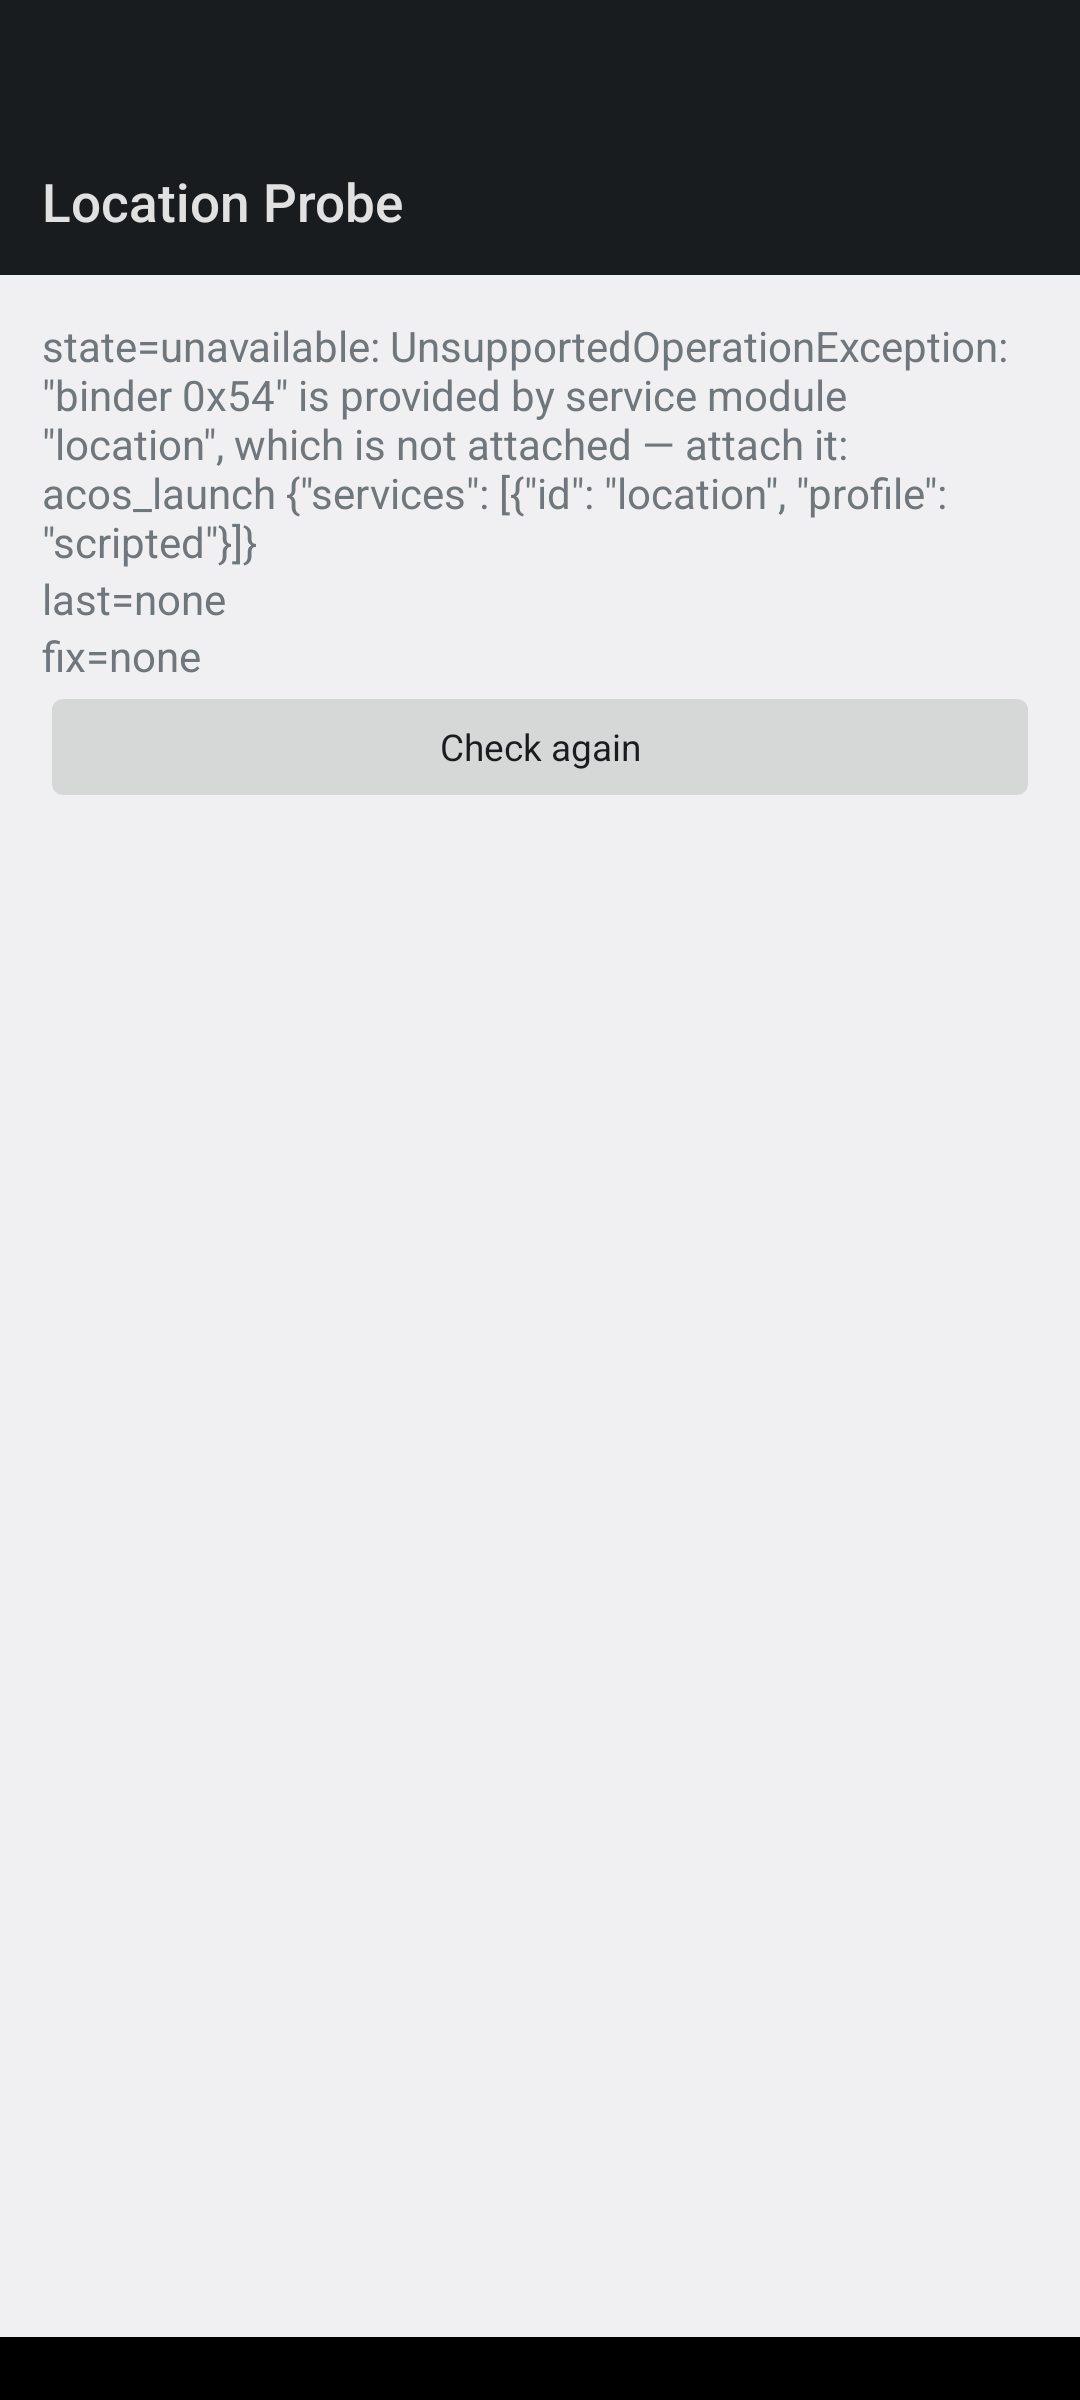 Location Probe
state=unavailable: UnsupportedOperationException:
"binder 0x54" is provided by service module
"location", which is not attached — attach it:
acos_launch {"services": [{"id": "location", "profile":
"scripted"}]}
last=none
fix=none
Check again